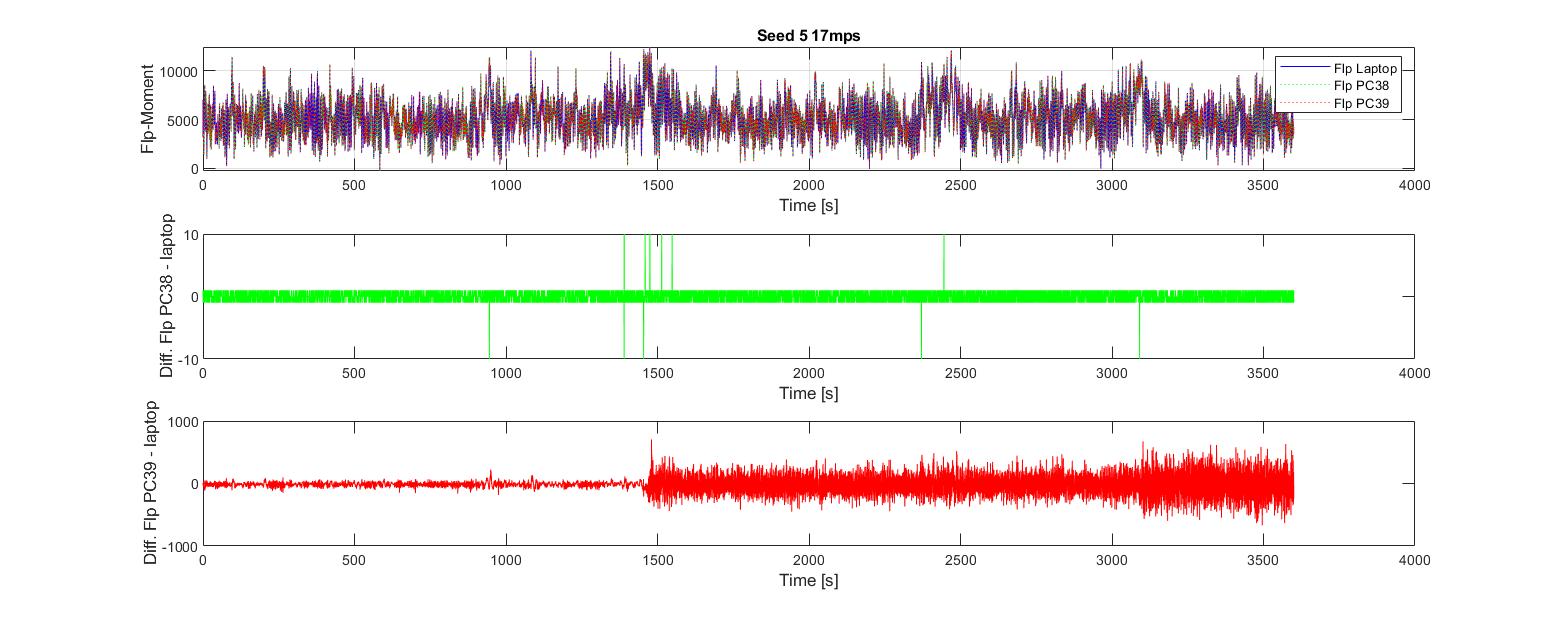 Seed 5 17mps
Flp-Moment
10000
5000
0
Flp Laptop
Flp PC38
Flp PC39
0 500 1000 1500 2000 2500 3000 3500 4000
Time [s]
Diff. Flp PC38 - laptop
10
0
-10
0 500 1000 1500 2000 2500 3000 3500 4000
Time [s]
Diff. Flp PC39 - laptop
1000
0
-1000
0 500 1000 1500 2000 2500 3000 3500 4000
Time [s]